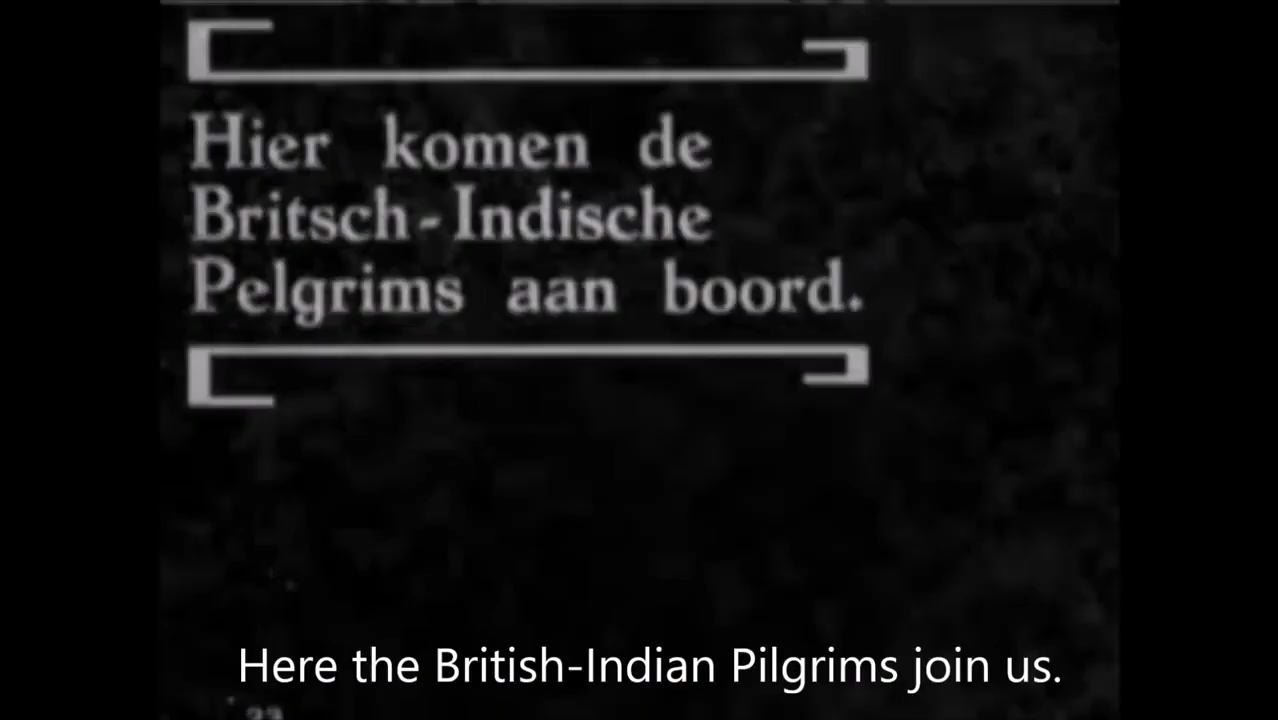 Hier komen de
Britsch-Indische
Pelgrims aan boord.
Here the British-Indian Pilgrims join us.